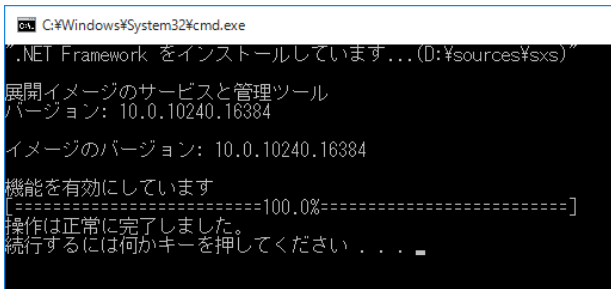 C:¥Windows¥System32¥cmd.exe
".NET Framework をインストールしています...(D:¥sources¥sxs)"
展開イメージのサービスと管理ツール
バージョン: 10.0.10240.16384
イメージのバージョン: 10.0.10240.16384
機能を有効にしています
[==========================100.0%==========================]
操作は正常に完了しました。
続行するには何かキーを押してください . . .